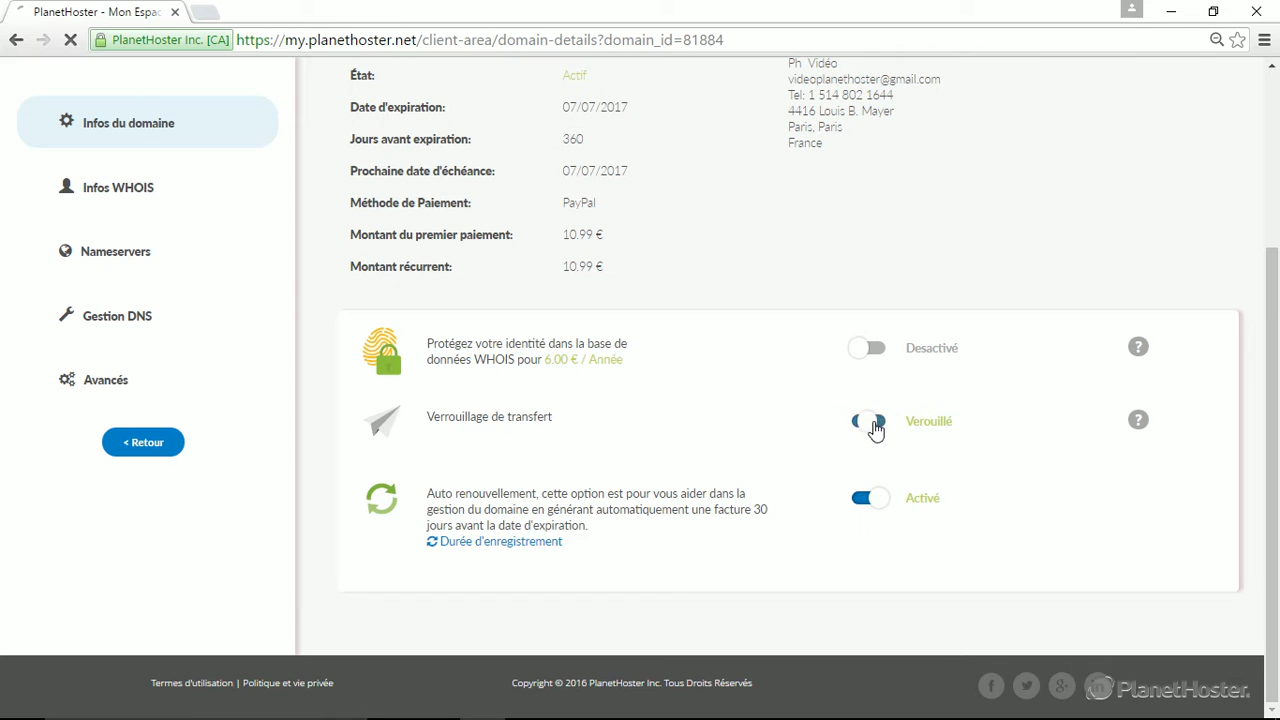 PlanetHoster - Mon Espac
PlanetHoster Inc. [CA]
https://my.planethoster.net/client-area/domain-details?domain_id=81884
Infos du domaine
Infos WHOIS
Nameservers
Gestion DNS
Avancés
< Retour
État: Actif
Date d'expiration: 07/07/2017
Jours avant expiration: 360
Prochaine date d'échéance: 07/07/2017
Méthode de Paiement: PayPal
Montant du premier paiement: 10.99 €
Montant récurrent: 10.99 €
Ph Vidéo
videoplanethoster@gmail.com
Tel: 1 514 802 1644
4416 Louis B. Mayer
Paris, Paris
France
Protégez votre identité dans la base de
données WHOIS pour 6.00 € / Année
Desactivé
?
Verrouillage de transfert
Verouillé
?
Auto renouvellement, cette option est pour vous aider dans la
gestion du domaine en générant automatiquement une facture 30
jours avant la date d'expiration.
Durée d'enregistrement
Activé
Termes d'utilisation | Politique et vie privée
Copyright © 2016 PlanetHoster Inc. Tous Droits Réservés
PlanetHoster.